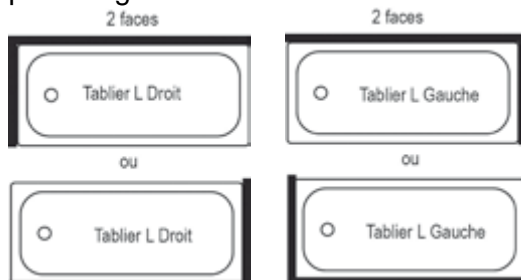 2 faces
2 faces
Tablier L Droit
Tablier L Gauche
ou
ou
Tablier L Droit
Tablier L Gauche